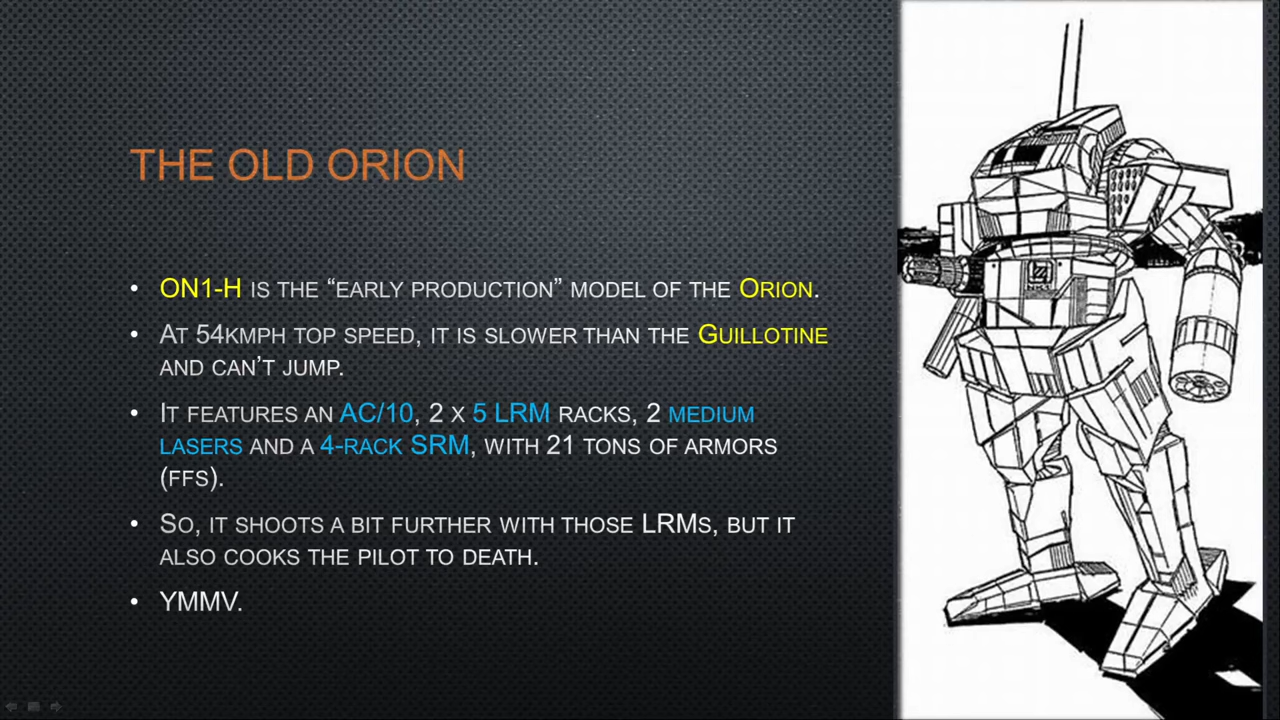 THE OLD ORION
• ON1-H IS THE “EARLY PRODUCTION” MODEL OF THE ORION.
• AT 54KMPH TOP SPEED, IT IS SLOWER THAN THE GUILLOTINE
AND CAN’T JUMP.
• IT FEATURES AN AC/10, 2 X 5 LRM RACKS, 2 MEDIUM
LASERS AND A 4-RACK SRM, WITH 21 TONS OF ARMORS
(FFS).
• SO, IT SHOOTS A BIT FURTHER WITH THOSE LRMS, BUT IT
ALSO COOKS THE PILOT TO DEATH.
• YMMV.